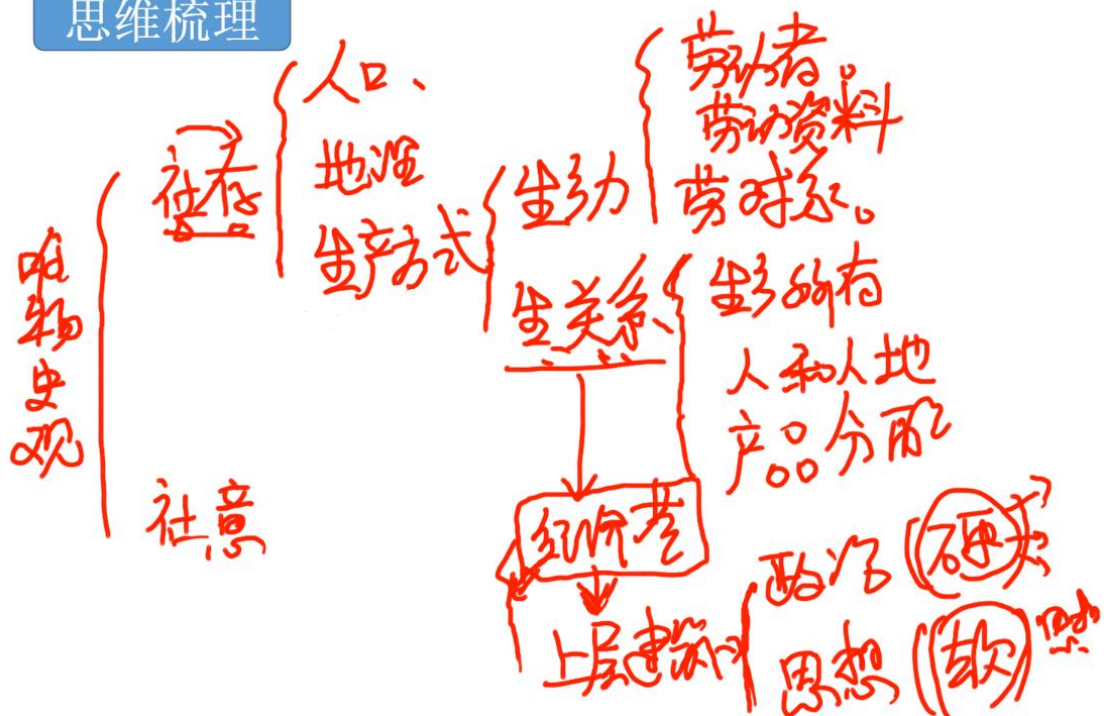 思维梳理
唯物史观
社存
社意
人口、
地理
生产方式
生产力
生关系、
劳动者。
劳动资料
劳对象。
生产所有
人和人地
产品分配
经济基
上层建筑
政治(硬)
思想(软)